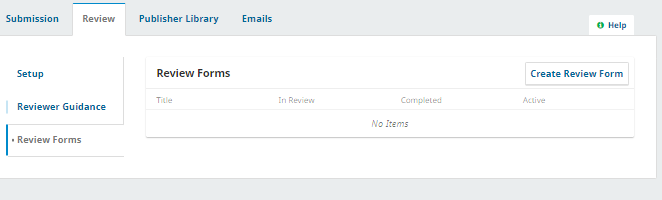 Submission Review Publisher Library Emails
Help
Setup
Reviewer Guidance
Review Forms
Review Forms Create Review Form
Title In Review Completed Active
No Items